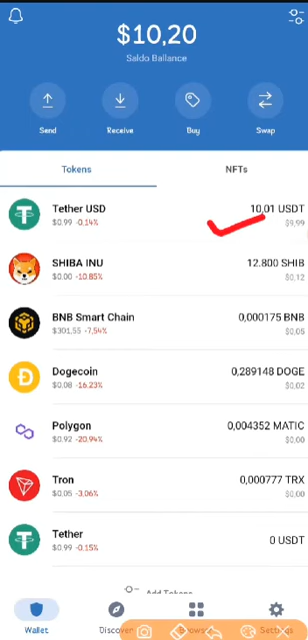 $10,20
Saldo Ballance
Send Receive Buy Swap
Tokens NFTs
Tether USD 10,01 USDT
$0.99 -0.14% $9,99
SHIBA INU 12.800 SHIB
$0.00 -10.85% $0,12
BNB Smart Chain 0,000175 BNB
$301,55 -7,54% $0,05
Dogecoin 0,289148 DOGE
$0.08 -16.23% $0,02
Polygon 0,004352 MATIC
$0.92 -20.94% $0,00
Tron 0,000777 TRX
$0.05 -3,06% $0,00
Tether 0 USDT
$0.99 -0.15%
Add Tokens
Wallet Discover Browser Settings